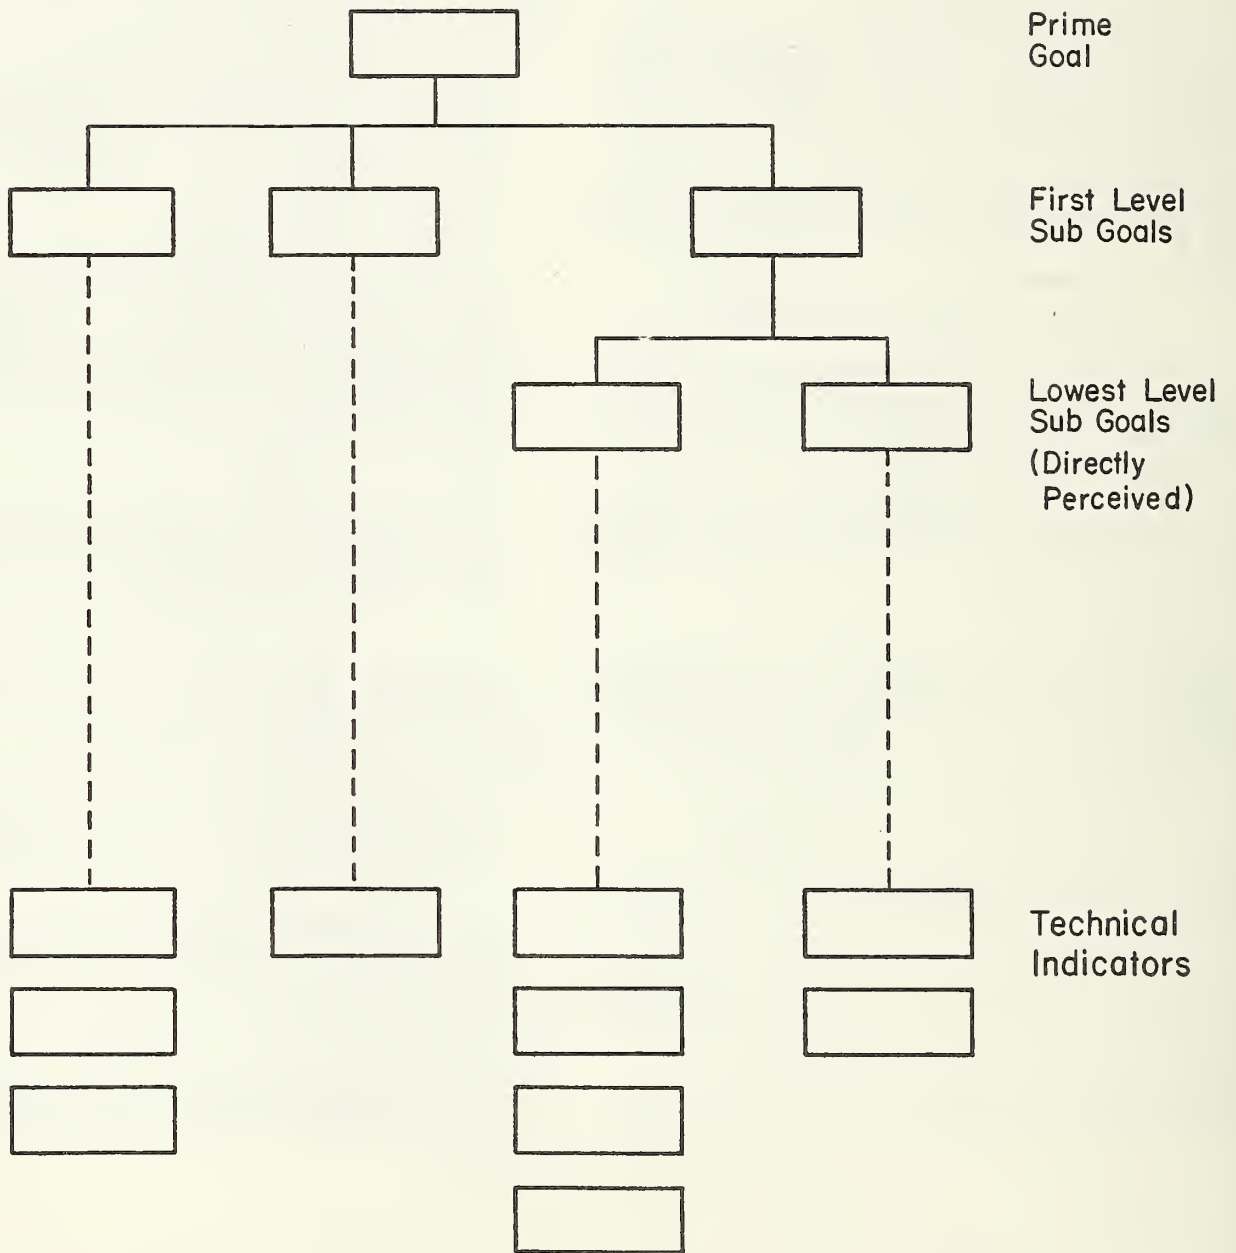 Prime
Goal
First Level
Sub Goals
Lowest Level
Sub Goals
(Directly
Perceived)
Technical
Indicators